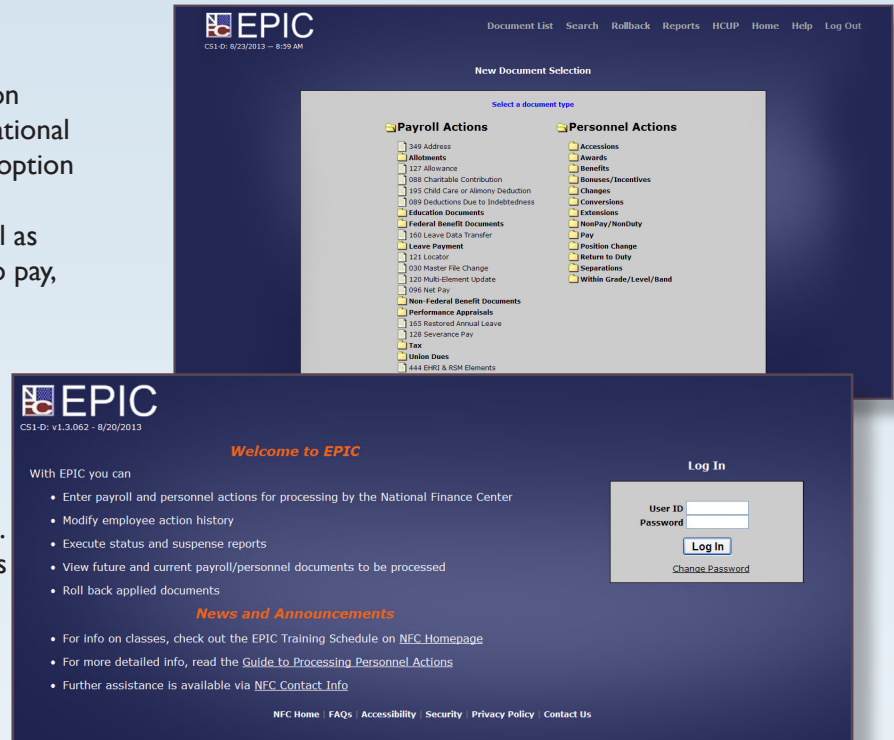 on
ational
option
l as
o pay,
.
s
EPIC
CS1-D: 8/23/2013 — 8:59 AM
Document List Search Rollback Reports HCUP Home Help Log Out
New Document Selection
Select a document type
Payroll Actions
349 Address
Allotments
127 Allowance
088 Charitable Contribution
195 Child Care or Alimony Deduction
089 Deductions Due to Indebtedness
Education Documents
Federal Benefit Documents
160 Leave Data Transfer
Leave Payment
121 Locator
030 Master File Change
120 Multi-Element Update
096 Net Pay
Non-Federal Benefit Documents
Performance Appraisals
165 Restored Annual Leave
128 Severance Pay
Tax
Union Dues
444 EHRI & RSM Elements
Personnel Actions
Accessions
Awards
Benefits
Bonuses/Incentives
Changes
Conversions
Extensions
NonPay/NonDuty
Pay
Position Change
Return to Duty
Separations
Within Grade/Level/Band
EPIC
CS1-D: v1.3.062 - 8/20/2013
Welcome to EPIC
With EPIC you can
• Enter payroll and personnel actions for processing by the National Finance Center
• Modify employee action history
• Execute status and suspense reports
• View future and current payroll/personnel documents to be processed
• Roll back applied documents
News and Announcements
• For info on classes, check out the EPIC Training Schedule on NFC Homepage
• For more detailed info, read the Guide to Processing Personnel Actions
• Further assistance is available via NFC Contact Info
Log In
User ID
Password
Log In
Change Password
NFC Home | FAQs | Accessibility | Security | Privacy Policy | Contact Us